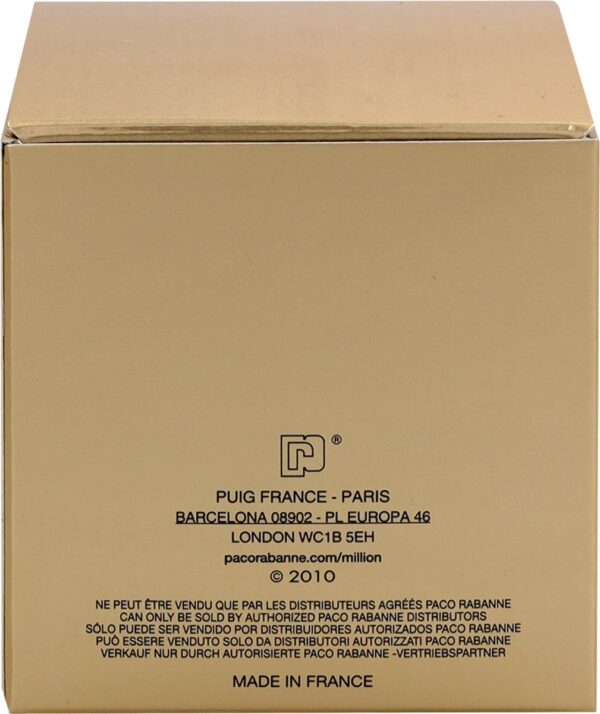 ®
PUIG FRANCE - PARIS
BARCELONA 08902 - PL EUROPA 46
LONDON WC1B 5EH
pacorabanne.com/million
© 2010
NE PEUT ÊTRE VENDU QUE PAR LES DISTRIBUTEURS AGRÉÉS PACO RABANNE
CAN ONLY BE SOLD BY AUTHORIZED PACO RABANNE DISTRIBUTORS
SÓLO PUEDE SER VENDIDO POR DISTRIBUIDORES AUTORIZADOS PACO RABANNE
PUÒ ESSERE VENDUTO SOLO DA DISTRIBUTORI AUTORIZZATI PACO RABANNE
VERKAUF NUR DURCH AUTORISIERTE PACO RABANNE -VERTRIEBSPARTNER
MADE IN FRANCE